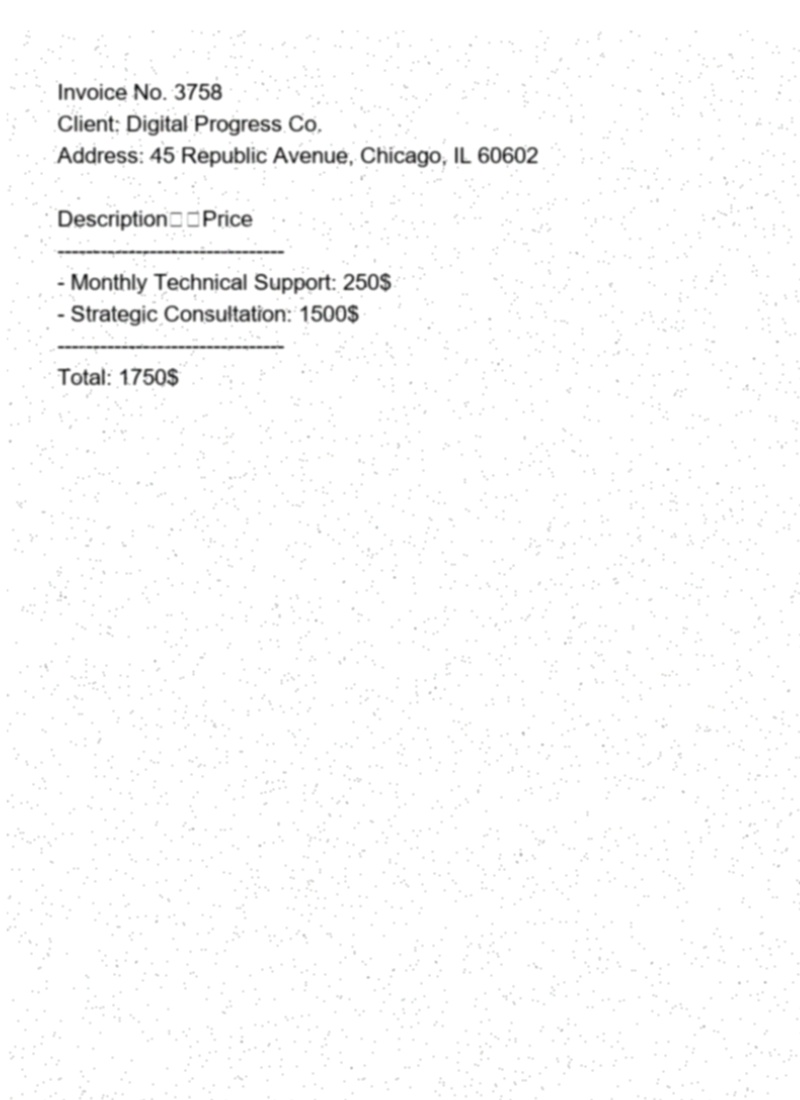 Invoice No. 3758
Client: Digital Progress Co.
Address: 45 Republic Avenue, Chicago, IL 60602
Description□□Price
--------------------------------
- Monthly Technical Support: 250$
- Strategic Consultation: 1500$
--------------------------------
Total: 1750$